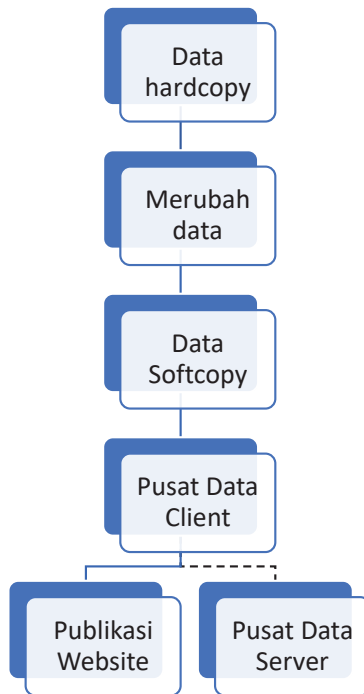 Data
hardcopy
Merubah
data
Data
Softcopy
Pusat Data
Client
Publikasi
Website
Pusat Data
Server